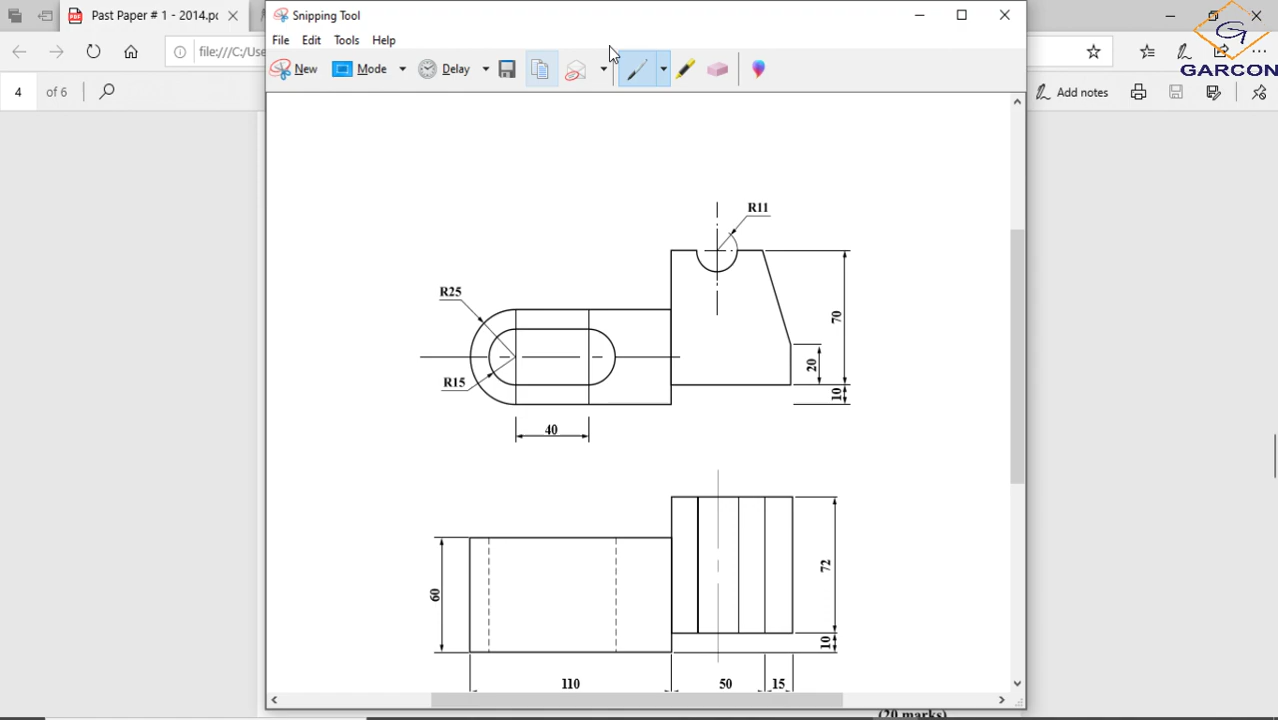 Past Paper # 1 - 2014.pd
Snipping Tool
file:///C:/Use
GARCON
File Edit Tools Help
New Mode Delay
4 of 6
Add notes
R11
R25
70
20
R15
10
40
72
60
10
110 50 15
(20 marks)